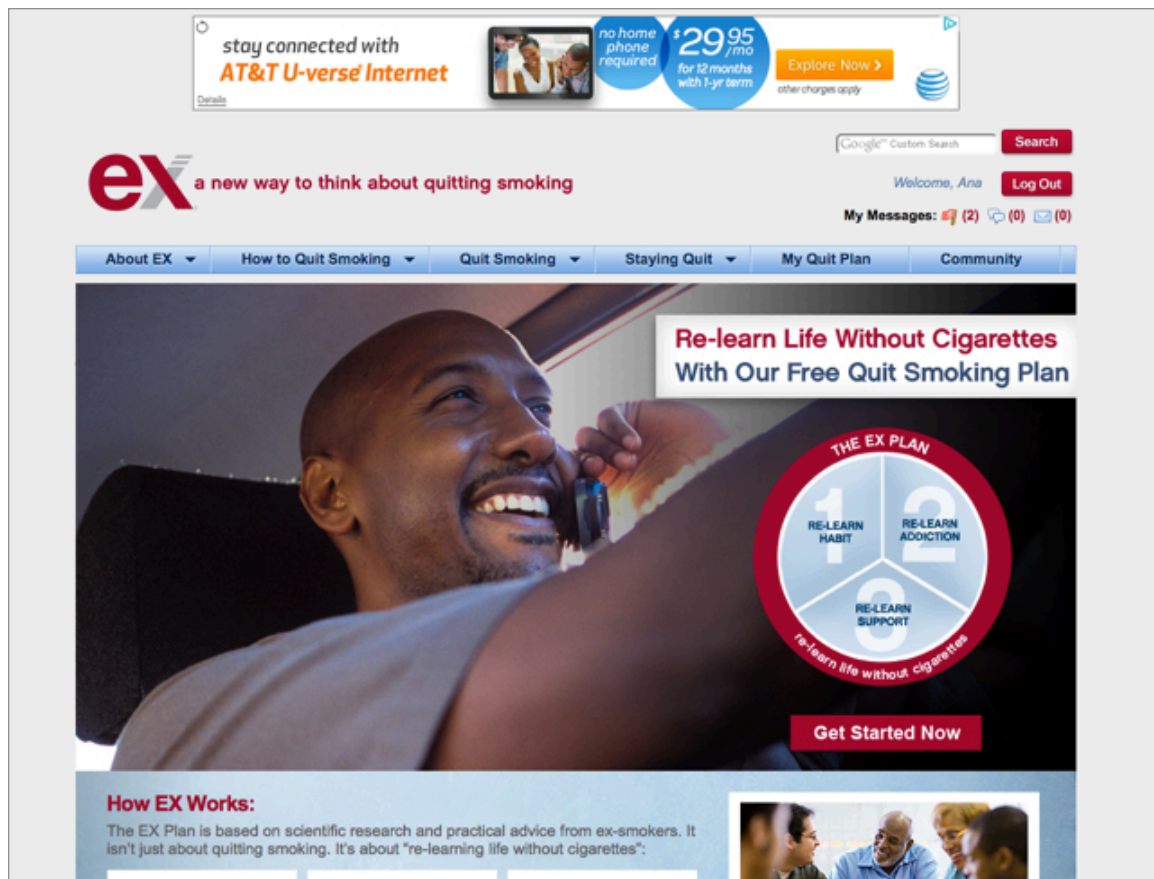 stay connected with
AT&T U-verse® Internet
Details
no home
phone
required
$29.95/mo
for 12 months
with 1-yr term
Explore Now >
other charges apply
Google™ Custom Search
Search
ex
a new way to think about quitting smoking
Welcome, Ana
Log Out
My Messages: (2) (0) (0)
About EX
How to Quit Smoking
Quit Smoking
Staying Quit
My Quit Plan
Community
Re-learn Life Without Cigarettes
With Our Free Quit Smoking Plan
THE EX PLAN
1
RE-LEARN
HABIT
2
RE-LEARN
ADDICTION
3
RE-LEARN
SUPPORT
re-learn life without cigarettes
Get Started Now
How EX Works:
The EX Plan is based on scientific research and practical advice from ex-smokers. It
isn't just about quitting smoking. It's about "re-learning life without cigarettes":